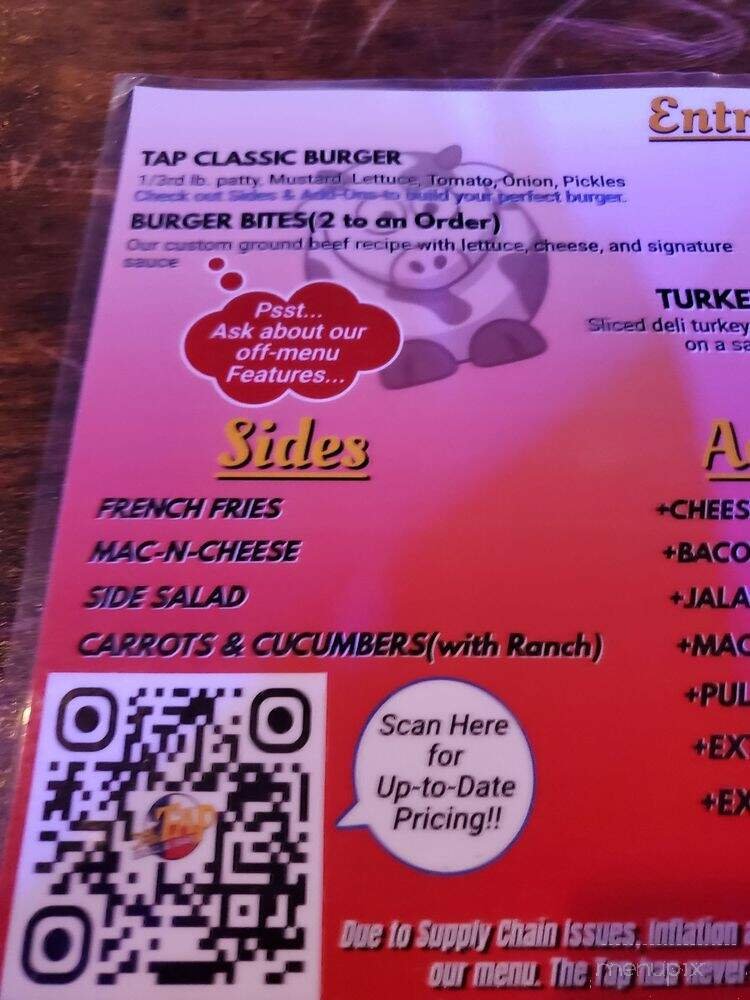 Entr
TAP CLASSIC BURGER
1/3rd lb. patty, Mustard, Lettuce, Tomato, Onion, Pickles
Check out Sides & Add-Ons to build your perfect burger.
BURGER BITES(2 to an Order)
Our custom ground beef recipe with lettuce, cheese, and signature
sauce
TURKE
Sliced deli turkey,
on a sa
Psst...
Ask about our
off-menu
Features...
Sides
FRENCH FRIES
MAC-N-CHEESE
SIDE SALAD
CARROTS & CUCUMBERS(with Ranch)
A
+CHEES
+BACO
+JALA
+MAC
+PUL
+EXT
+EX
TAP
Scan Here
for
Up-to-Date
Pricing!!
Due to Supply Chain Issues, Inflation
our menu. The Tap has never
menupix